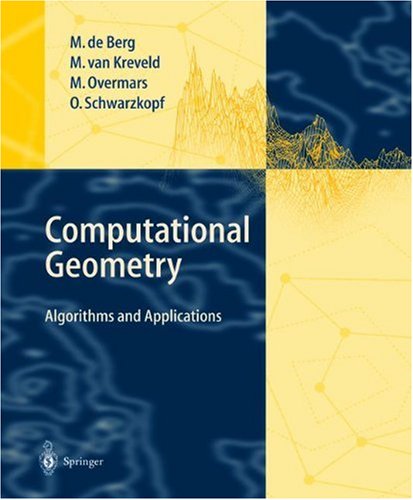 M. de Berg
M. van Kreveld
M. Overmars
O. Schwarzkopf
Computational
Geometry
Algorithms and Applications
Springer